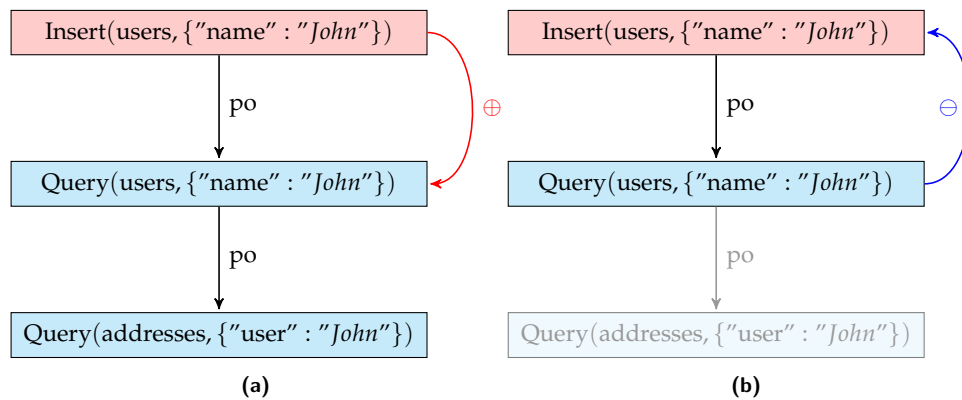 Insert(users, {"name" : "John"})
po
⊕
Query(users, {"name" : "John"})
po
Query(addresses, {"user" : "John"})
(a)
Insert(users, {"name" : "John"})
po
⊖
Query(users, {"name" : "John"})
po
Query(addresses, {"user" : "John"})
(b)